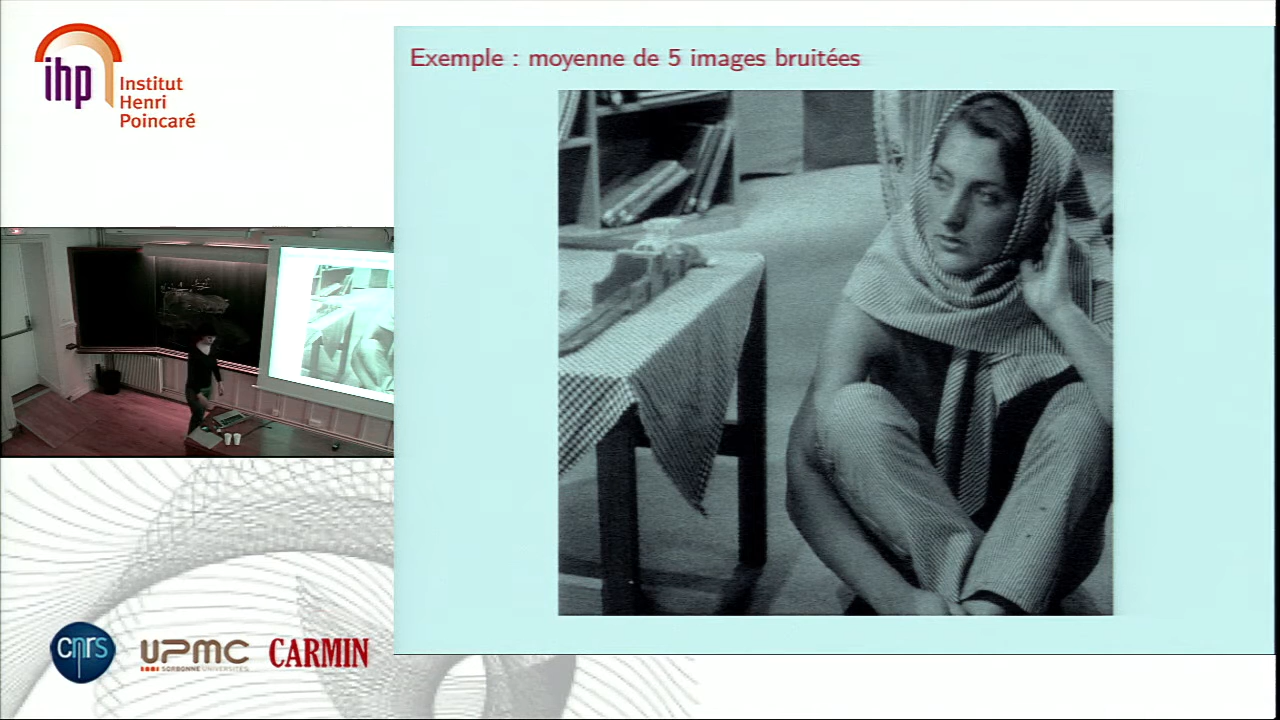 ihp
Institut
Henri
Poincaré
Exemple : moyenne de 5 images bruitées
cnrs
UPMC
SORBONNE UNIVERSITÉS
CARMIN